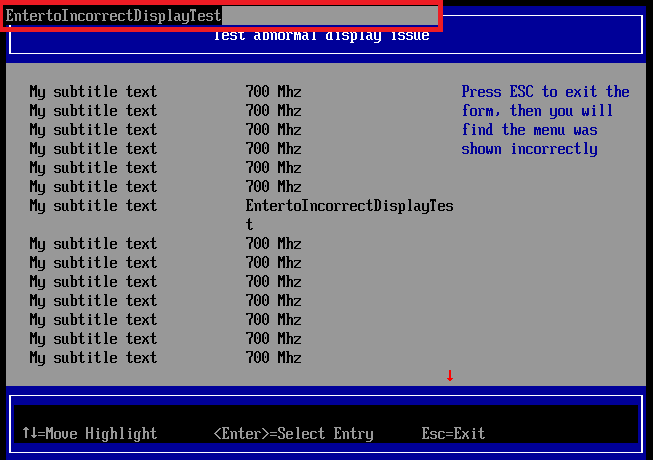 EntertoIncorrectDisplayTest
Test abnormal display issue
My subtitle text 700 Mhz Press ESC to exit the
My subtitle text 700 Mhz form, then you will
My subtitle text 700 Mhz find the menu was
My subtitle text 700 Mhz shown incorrectly
My subtitle text 700 Mhz
My subtitle text 700 Mhz
My subtitle text EntertoIncorrectDisplayTes
t
My subtitle text 700 Mhz
My subtitle text 700 Mhz
My subtitle text 700 Mhz
My subtitle text 700 Mhz
My subtitle text 700 Mhz
My subtitle text 700 Mhz
My subtitle text 700 Mhz
↓
↑↓=Move Highlight <Enter>=Select Entry Esc=Exit